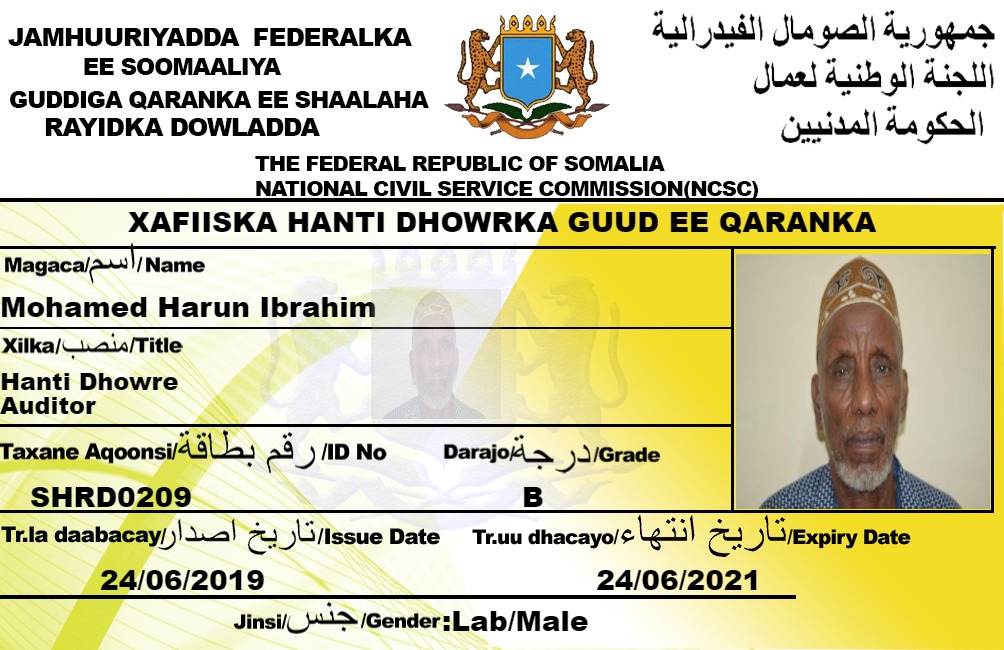 JAMHUURIYADDA FEDERALKA
EE SOOMAALIYA
GUDDIGA QARANKA EE SHAALAHA
RAYIDKA DOWLADDA
جمهورية الصومال الفيدرالية
اللجنة الوطنية لعمال
الحكومة المدنيين
THE FEDERAL REPUBLIC OF SOMALIA
NATIONAL CIVIL SERVICE COMMISSION(NCSC)
XAFIISKA HANTI DHOWRKA GUUD EE QARANKA
Magaca/اسم/Name
Mohamed Harun Ibrahim
Xilka/منصب/Title
Hanti Dhowre
Auditor
Taxane Aqoonsi/رقم بطاقة/ID No Darajo/درجة/Grade
SHRD0209 B
Tr.la daabacay/تاريخ اصدار/Issue Date Tr.uu dhacayo/تاريخ انتهاء/Expiry Date
24/06/2019 24/06/2021
Jinsi/جنس/Gender:Lab/Male